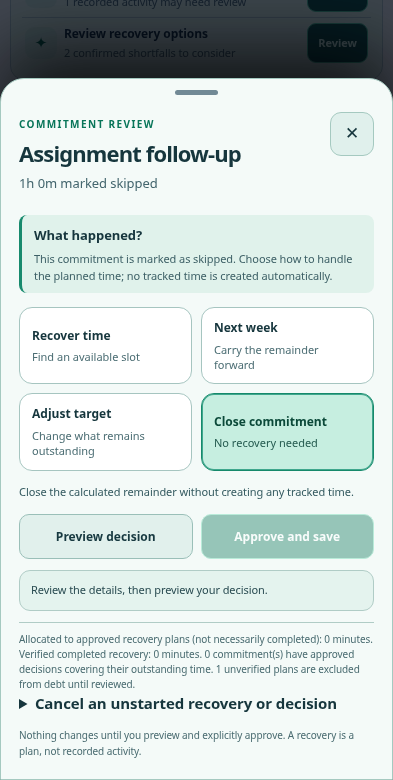 1 recorded activity may need review
Review recovery options
2 confirmed shortfalls to consider
Review
COMMITMENT REVIEW
Assignment follow-up
1h 0m marked skipped
What happened?
This commitment is marked as skipped. Choose how to handle
the planned time; no tracked time is created automatically.
Recover time
Find an available slot
Next week
Carry the remainder
forward
Adjust target
Change what remains
outstanding
Close commitment
No recovery needed
Close the calculated remainder without creating any tracked time.
Preview decision
Approve and save
Review the details, then preview your decision.
Allocated to approved recovery plans (not necessarily completed): 0 minutes.
Verified completed recovery: 0 minutes. 0 commitment(s) have approved
decisions covering their outstanding time. 1 unverified plans are excluded
from debt until reviewed.
Cancel an unstarted recovery or decision
Nothing changes until you preview and explicitly approve. A recovery is a
plan, not recorded activity.